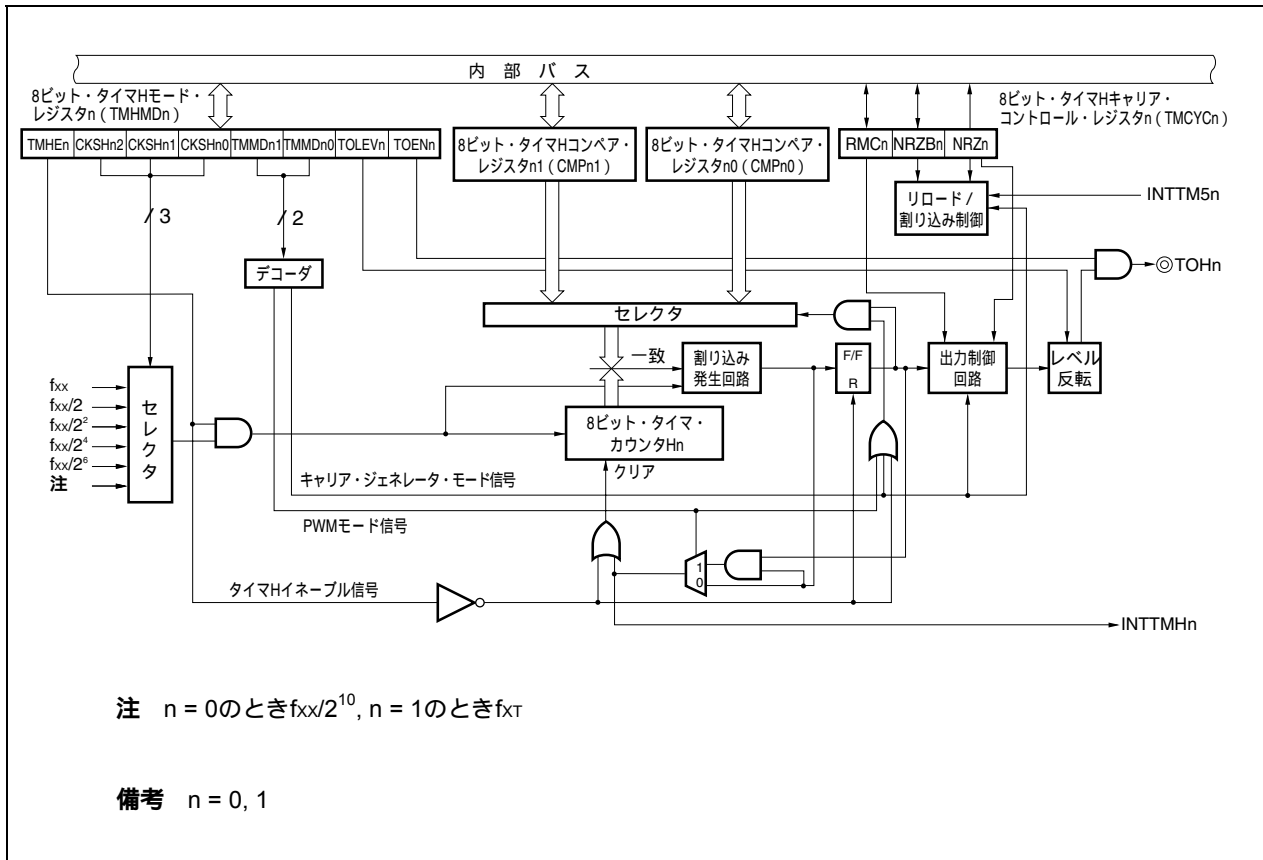 内 部 バ ス
8ビット・タイマHモード・
レジスタn（TMHMDn）
8ビット・タイマHキャリア・
コントロール・レジスタn（TMCYCn）
TMHEn CKSHn2 CKSHn1 CKSHn0 TMMDn1 TMMDn0 TOLEVn TOENn
8ビット・タイマHコンペア・
レジスタn1（CMPn1）
8ビット・タイマHコンペア・
レジスタn0（CMPn0）
RMCn NRZBn NRZn
リロード/
割り込み制御
INTTM5n
3
2
デコーダ
TOHn
セレクタ
一致
割り込み
発生回路
F/F
R
出力制御
回路
レベル
反転
fxx
fxx/2
fxx/2²
fxx/2⁴
fxx/2⁶
注
セレクタ
8ビット・タイマ・
カウンタHn
クリア
キャリア・ジェネレータ・モード信号
PWMモード信号
1
0
タイマHイネーブル信号
INTTMHn
注 n = 0のときfxx/2¹⁰, n = 1のときfXT
備考 n = 0, 1